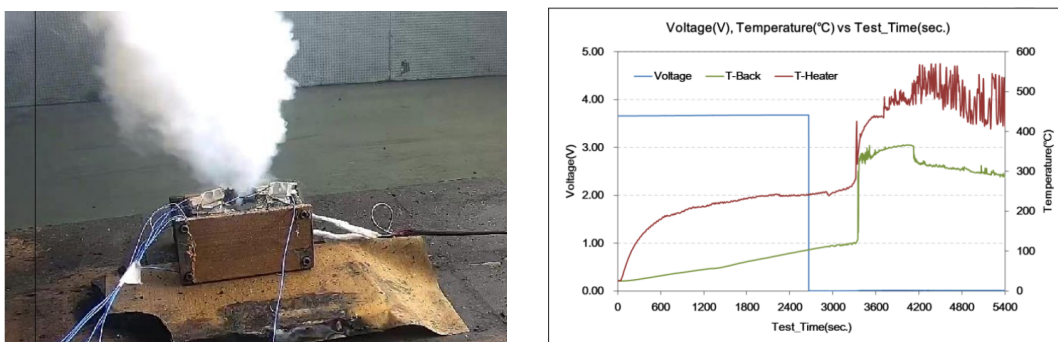 Voltage(V), Temperature(°C) vs Test_Time(sec.)
5.00
4.00
3.00
2.00
1.00
0.00
Voltage(V)
Voltage
T-Back
T-Heater
600
500
400
300
200
100
0
Temperature(°C)
0 600 1200 1800 2400 3000 3600 4200 4800 5400
Test_Time(sec.)